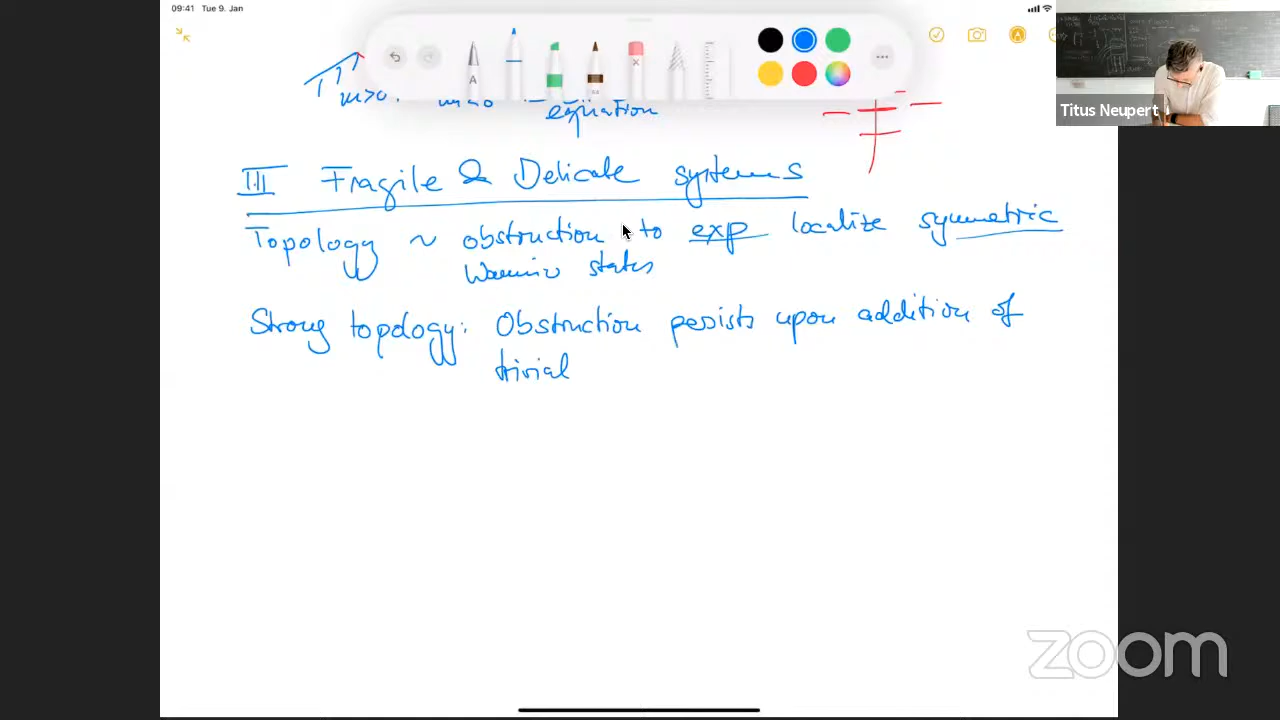 09:41 Tue 9. Jan
Titus Neupert
m>0
equation
III Fragile & Delicate systems
Topology ~ obstruction to exp localize symmetric
Wannier states
Strong topology: Obstruction persists upon addition of
trivial
zoom